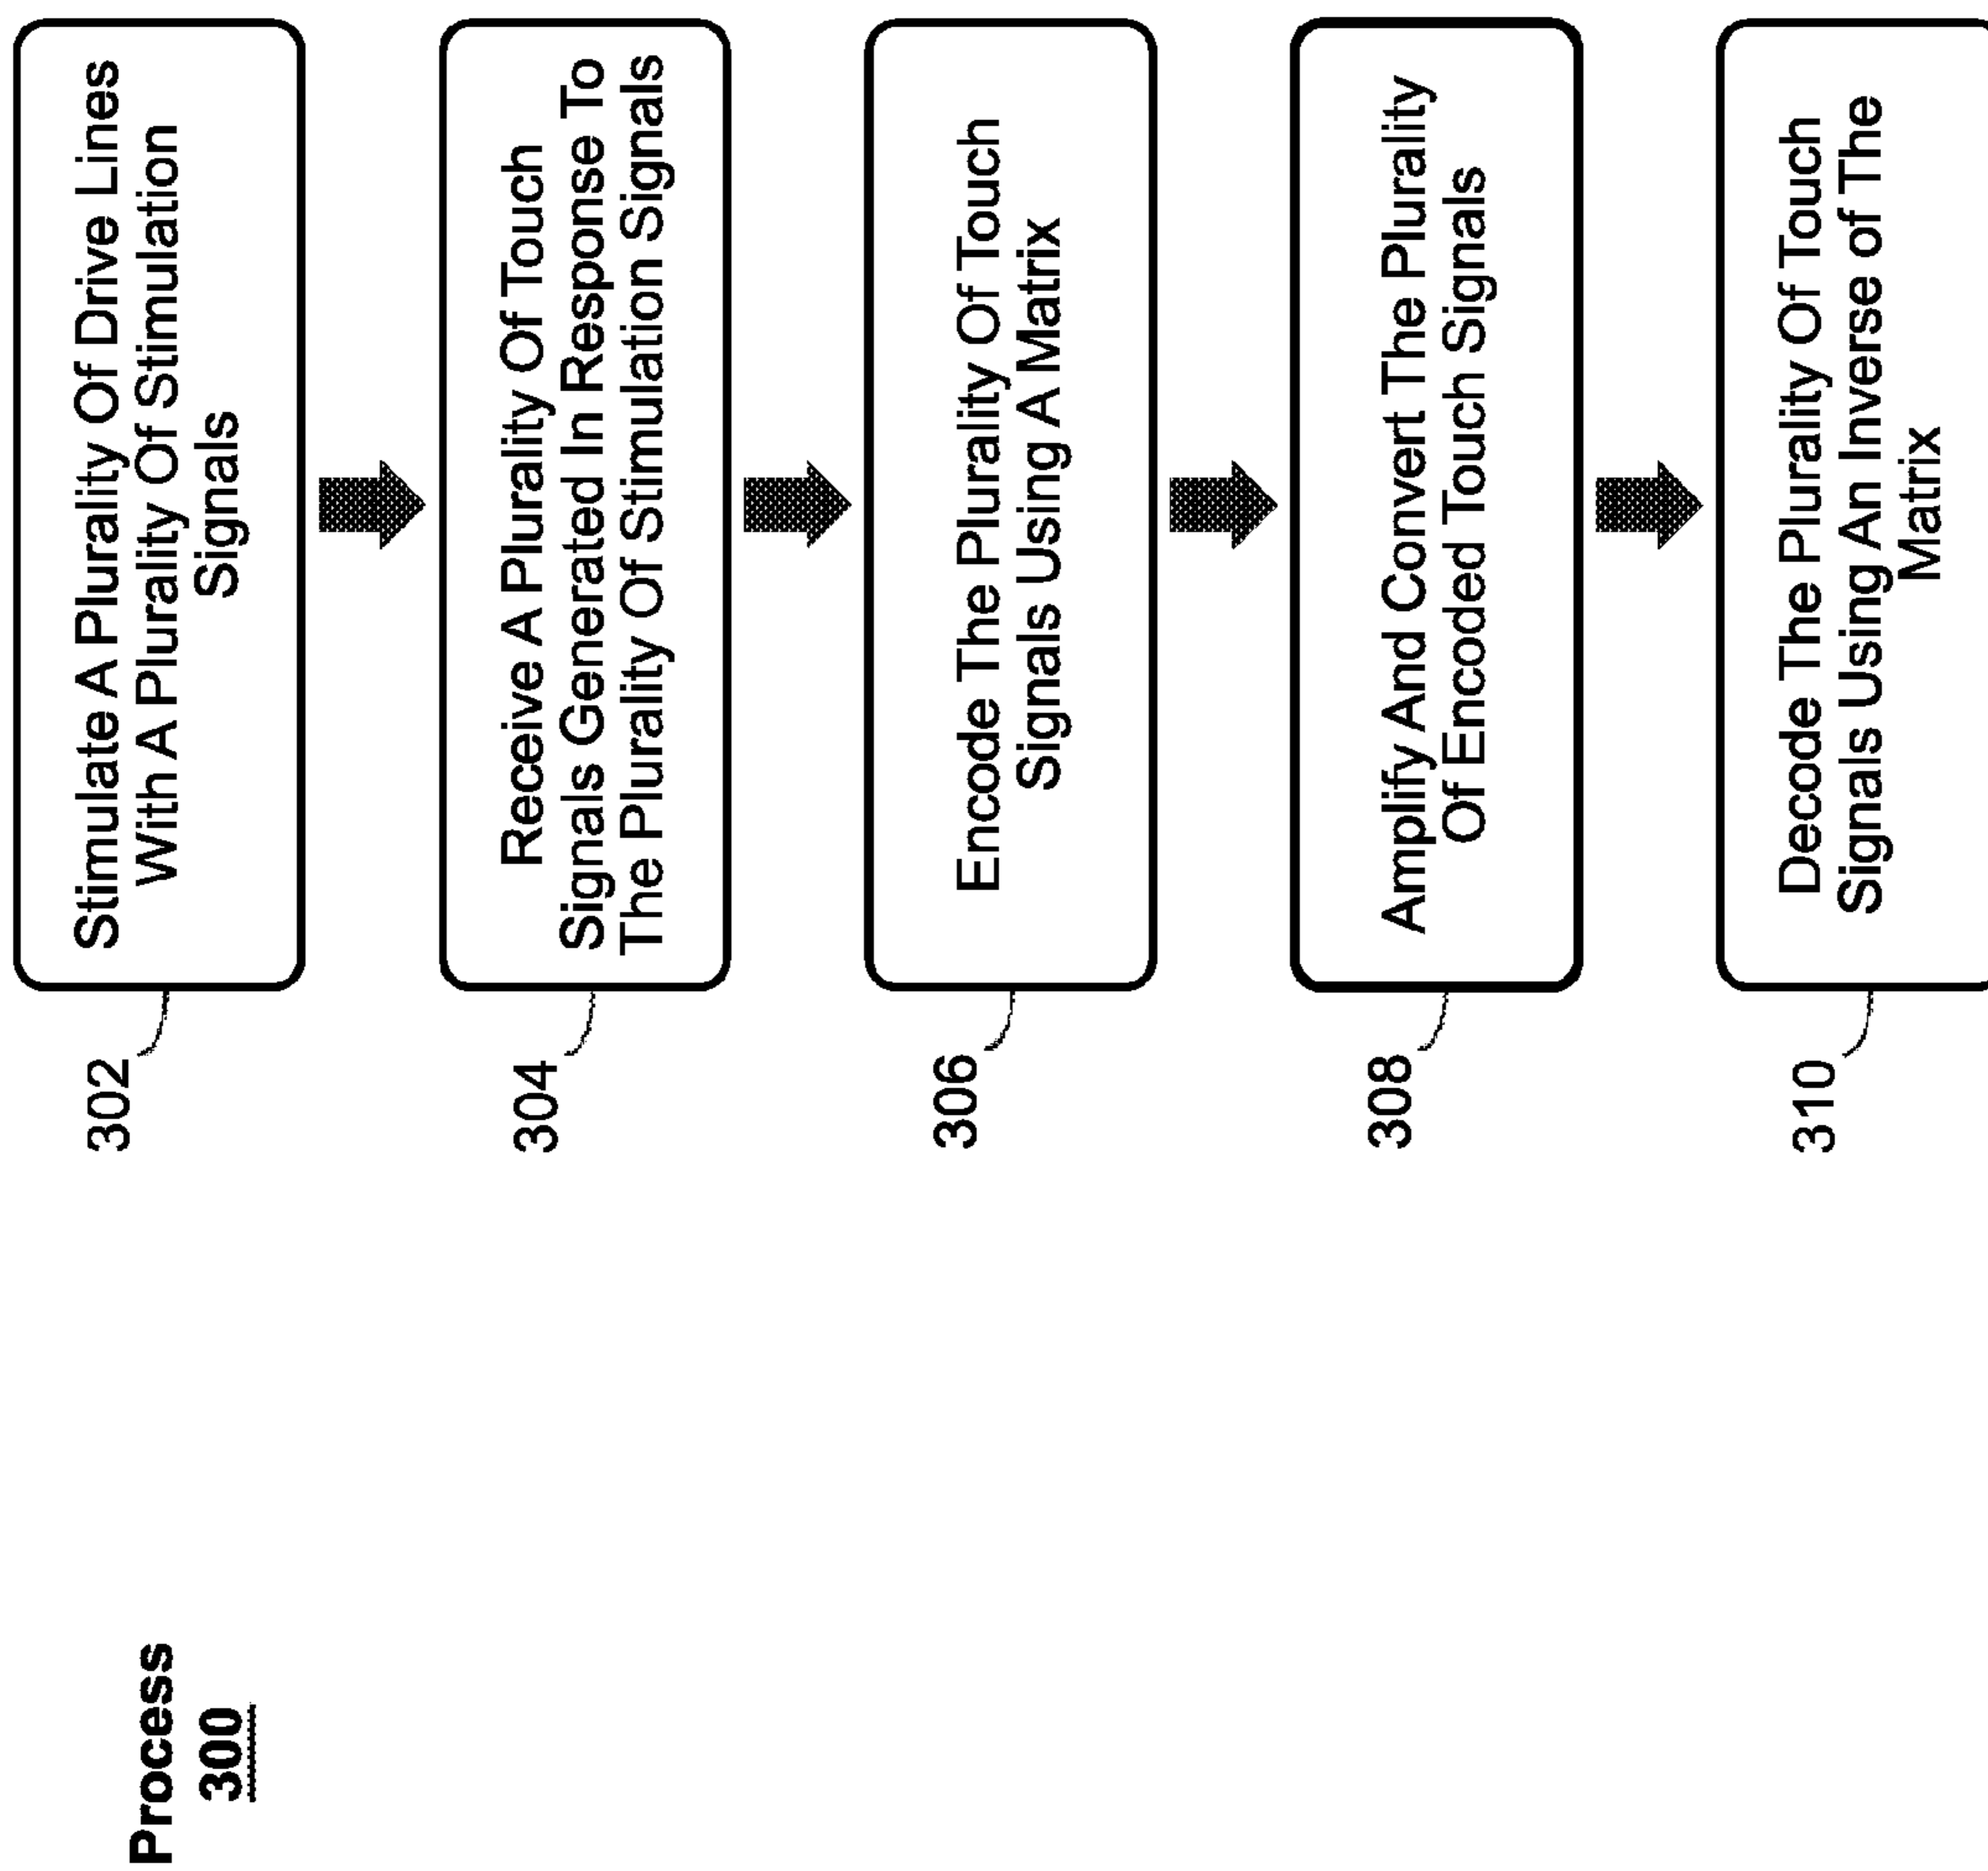 Process
300
302
Stimulate A Plurality Of Drive Lines
With A Plurality Of Stimulation
Signals
304
Receive A Plurality Of Touch
Signals Generated In Response To
The Plurality Of Stimulation Signals
306
Encode The Plurality Of Touch
Signals Using A Matrix
308
Amplify And Convert The Plurality
Of Encoded Touch Signals
310
Decode The Plurality Of Touch
Signals Using An Inverse of The
Matrix